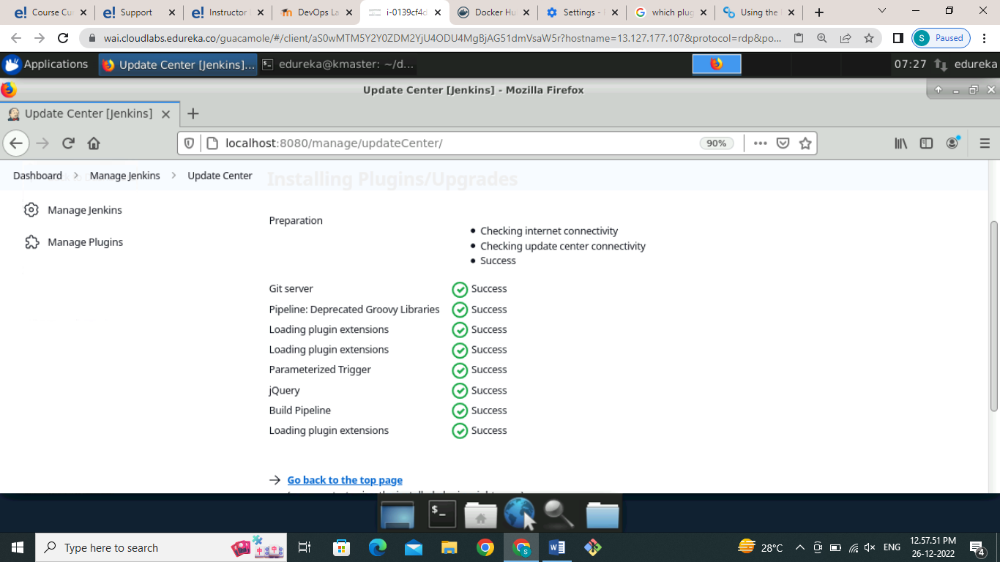 Course Cu
Support
Instructor
DevOps La
i-0139cf4d
Docker Hu
Settings -
which plug
Using the
wai.cloudlabs.edureka.co/guacamole/#/client/aS0wMTM5Y2Y0ZDM2YjU4ODU4MgBjAG51dmVsaW5r?hostname=13.127.177.107&protocol=rdp&po...
S Paused
Applications
Update Center [Jenkins]...
edureka@kmaster: ~/d...
07:27
edureka
Update Center [Jenkins] - Mozilla Firefox
Update Center [Jenkins]
localhost:8080/manage/updateCenter/
90%
Dashboard
Manage Jenkins
Update Center
Installing Plugins/Upgrades
Manage Jenkins
Manage Plugins
Preparation
• Checking internet connectivity
• Checking update center connectivity
• Success
Git server Success
Pipeline: Deprecated Groovy Libraries Success
Loading plugin extensions Success
Loading plugin extensions Success
Parameterized Trigger Success
jQuery Success
Build Pipeline Success
Loading plugin extensions Success
Go back to the top page
Type here to search
28°C
ENG
12.57.51 PM
26-12-2022
4